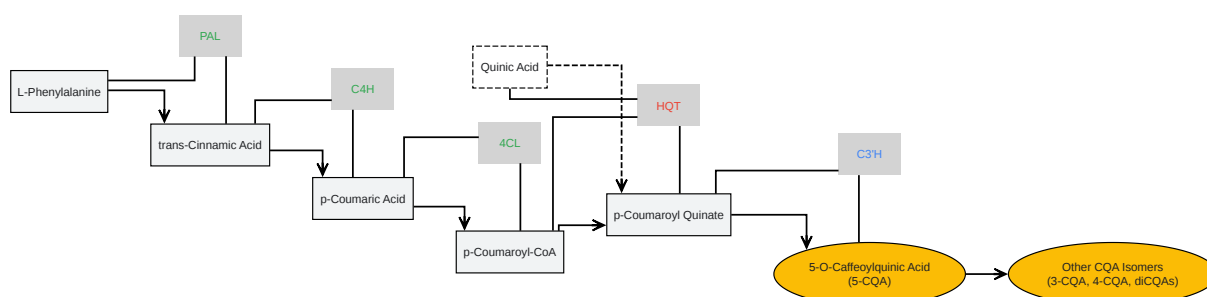 PAL
L-Phenylalanine
trans-Cinnamic Acid
C4H
p-Coumaric Acid
4CL
p-Coumaroyl-CoA
Quinic Acid
HQT
p-Coumaroyl Quinate
C3'H
5-O-Caffeoylquinic Acid
(5-CQA)
Other CQA Isomers
(3-CQA, 4-CQA, diCQAs)